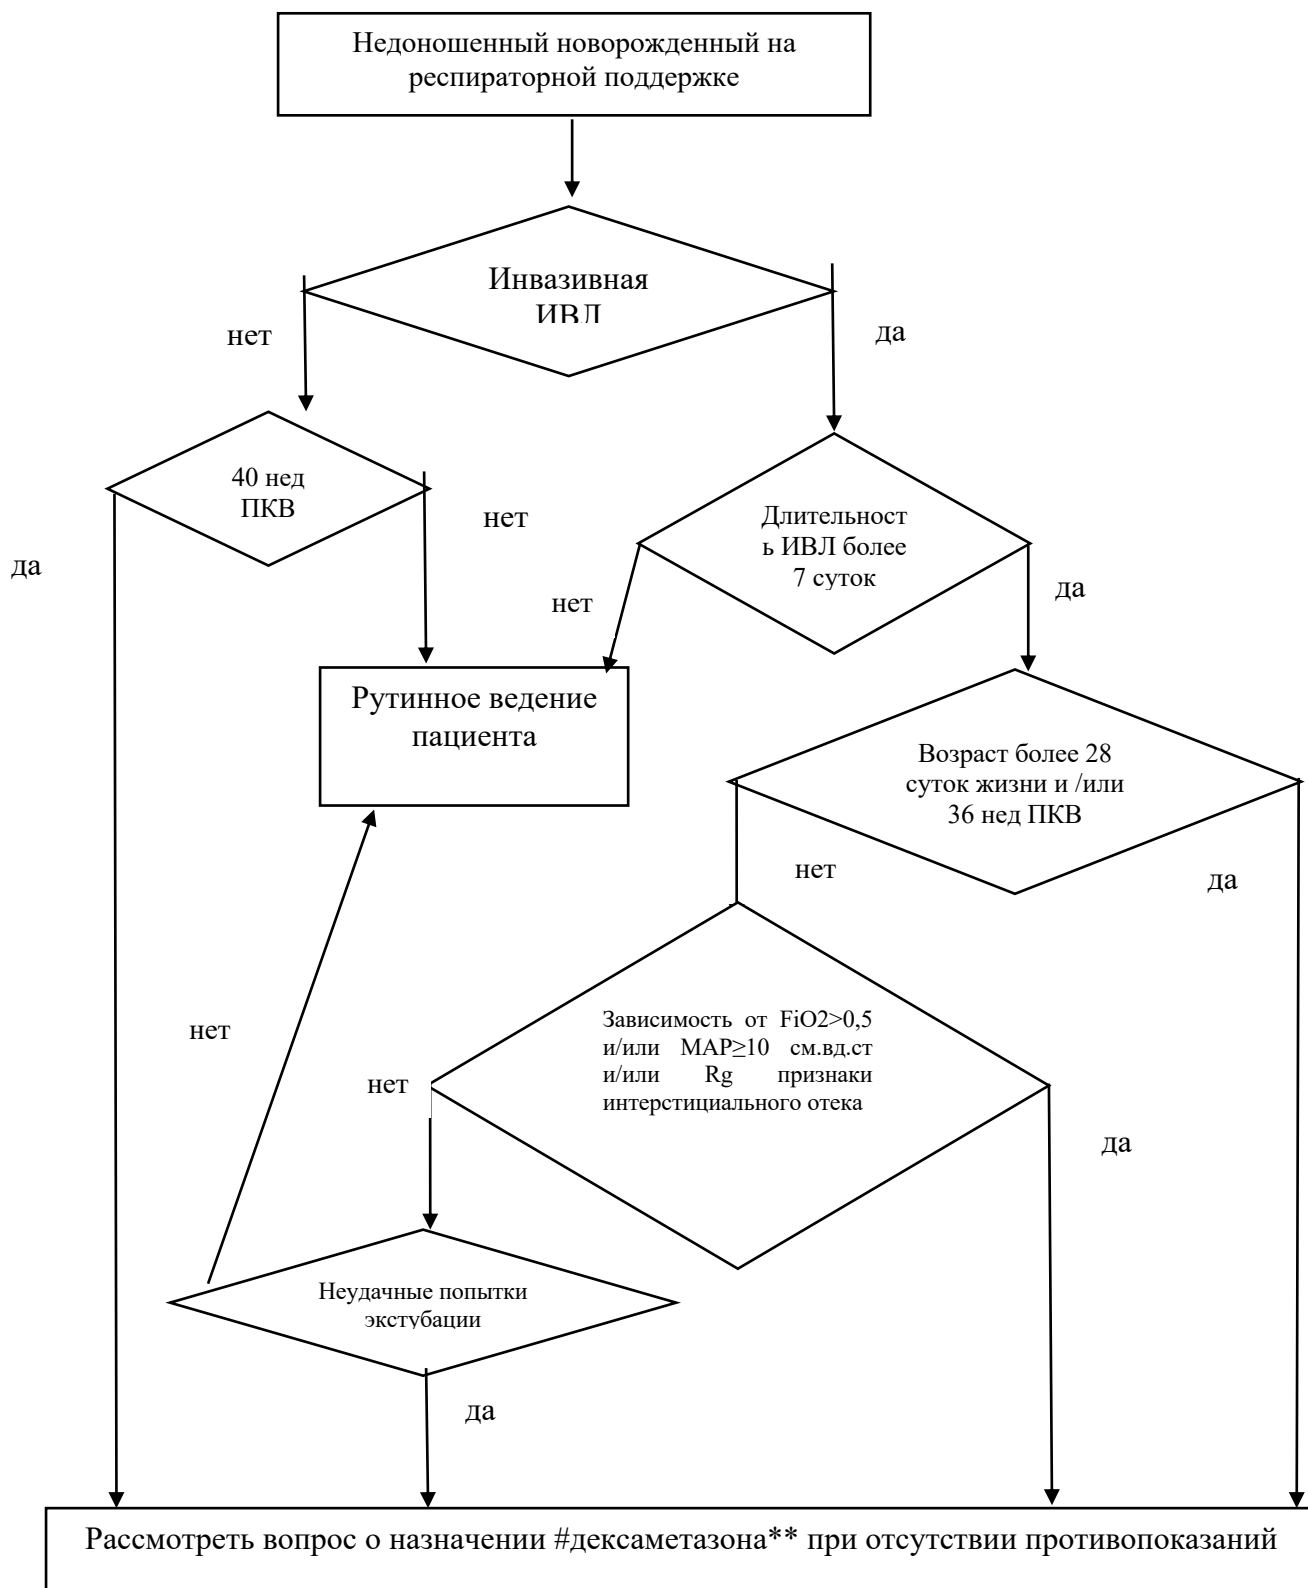 Недоношенный новорожденный на
респираторной поддержке
Инвазивная
ИВЛ
нет
да
40 нед
ПКВ
нет
да
Длительност
ь ИВЛ более
7 суток
нет
да
Рутинное ведение
пациента
Возраст более 28
суток жизни и /или
36 нед ПКВ
нет
да
Зависимость от FiO2>0,5
и/или MAP≥10 см.вд.ст
и/или Rg признаки
интерстициального отека
нет
нет
да
Неудачные попытки
экстубации
да
Рассмотреть вопрос о назначении #дексаметазона** при отсутствии противопоказаний